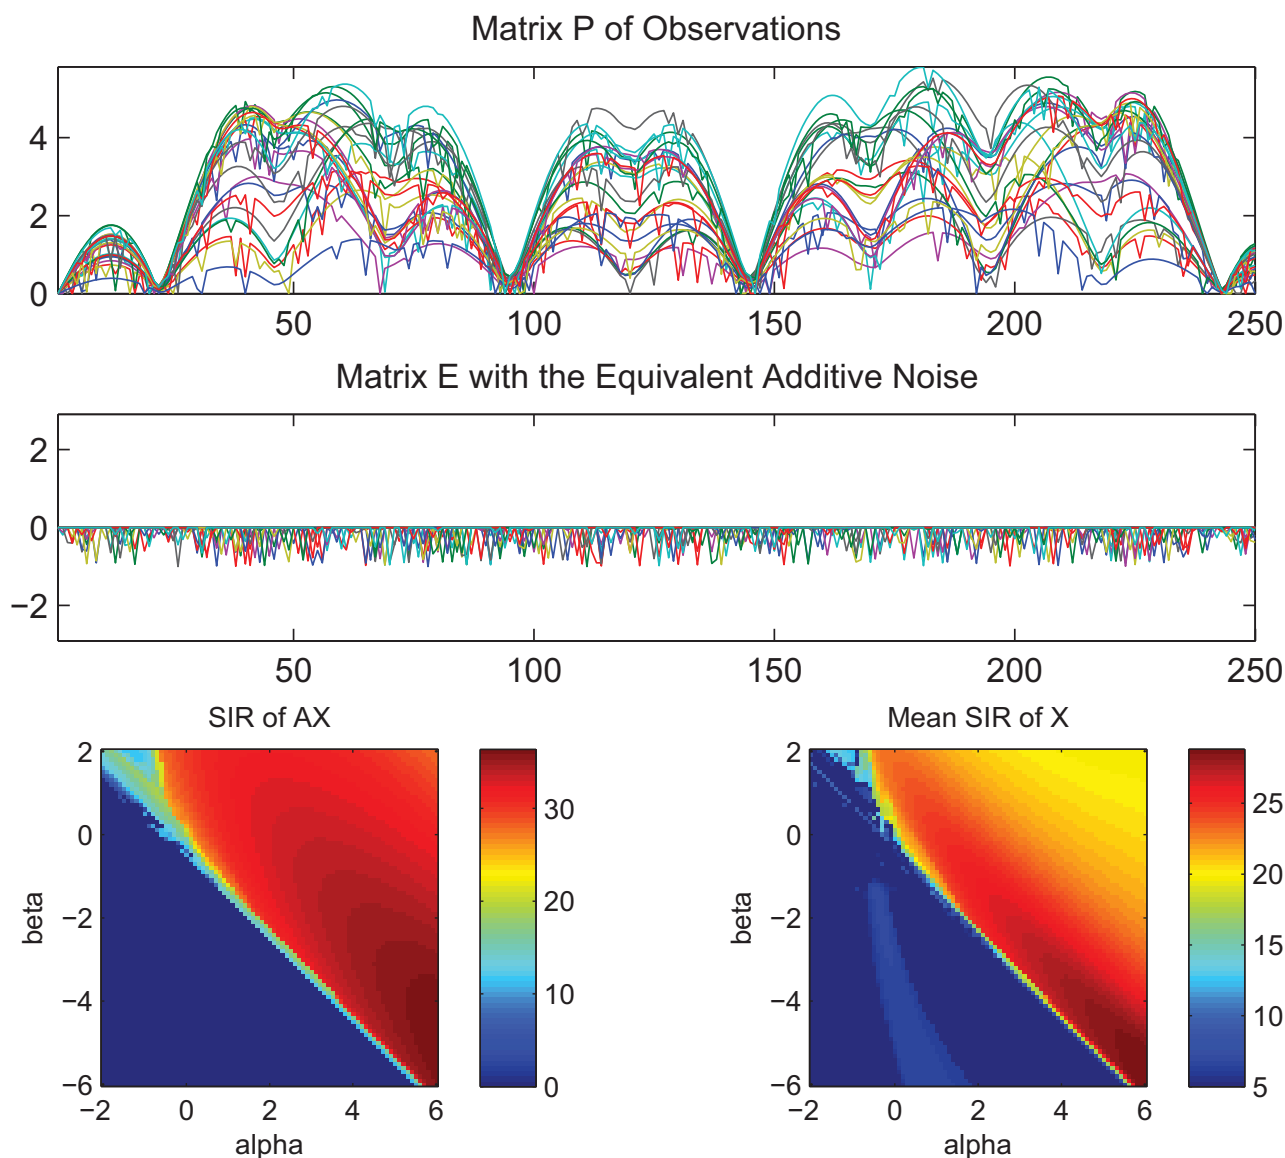 Matrix P of Observations
4
2
0
50 100 150 200 250
Matrix E with the Equivalent Additive Noise
2
0
−2
50 100 150 200 250
SIR of AX
2
0
−2
−4
−6
beta
−2 0 2 4 6
alpha
30
20
10
0
Mean SIR of X
2
0
−2
−4
−6
beta
−2 0 2 4 6
alpha
25
20
15
10
5